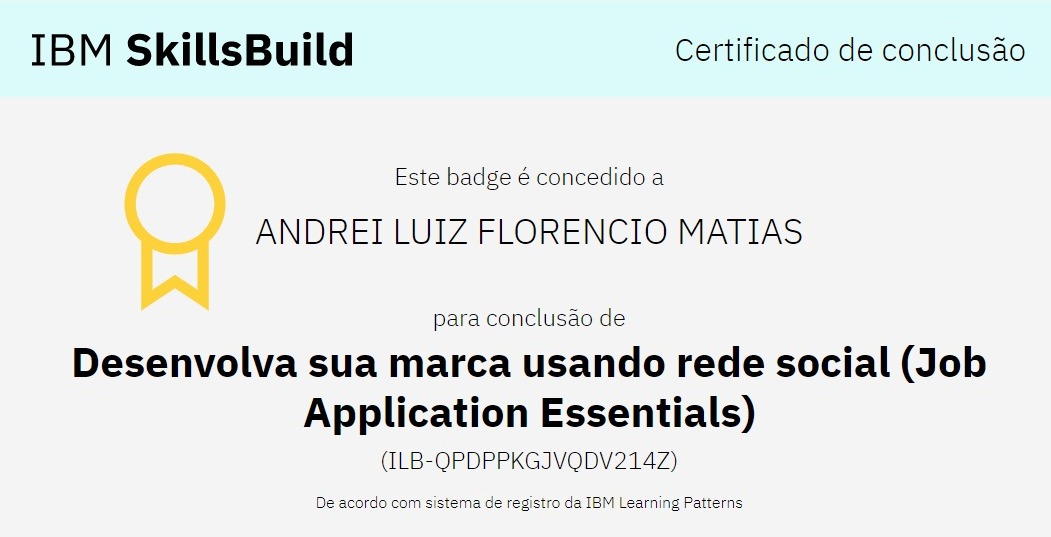 IBM SkillsBuild
Certificado de conclusão
Este badge é concedido a
ANDREI LUIZ FLORENCIO MATIAS
para conclusão de
Desenvolva sua marca usando rede social (Job
Application Essentials)
(ILB-QPDPPKGJVQDV214Z)
De acordo com sistema de registro da IBM Learning Patterns